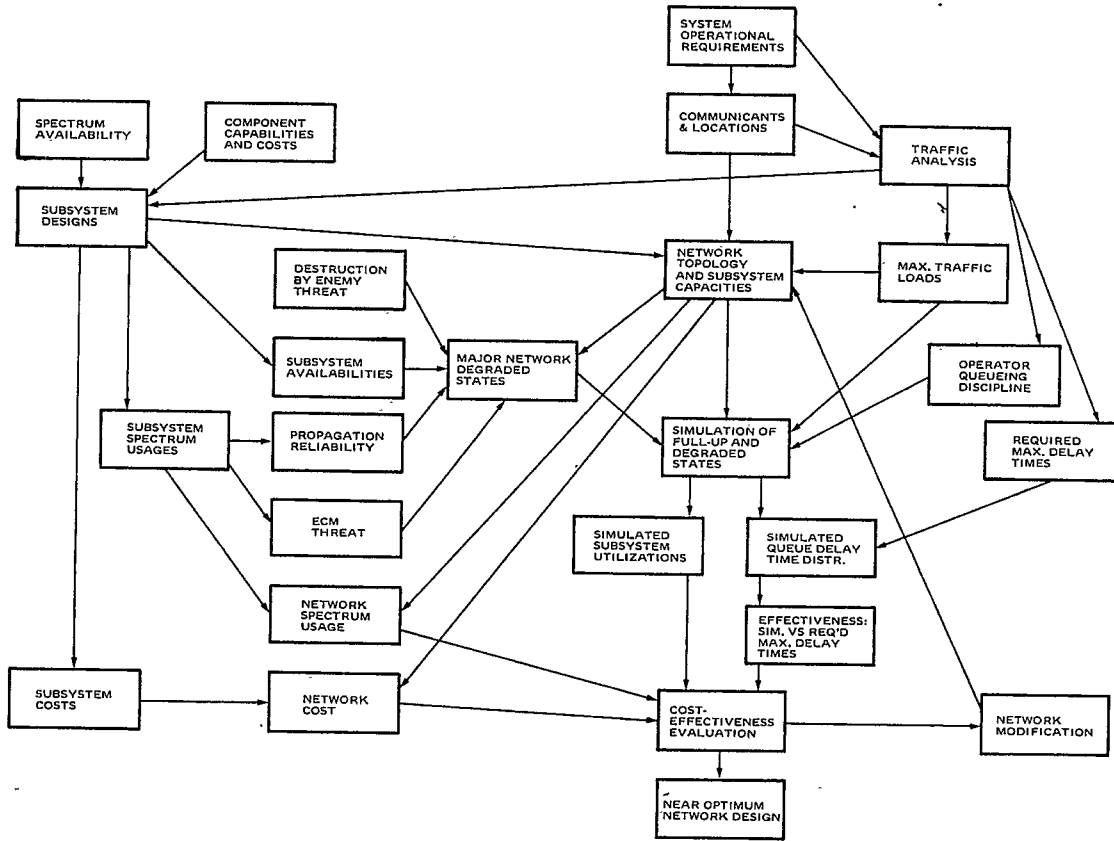 SYSTEM
OPERATIONAL
REQUIREMENTS
SPECTRUM
AVAILABILITY
COMPONENT
CAPABILITIES
AND COSTS
COMMUNICANTS
& LOCATIONS
TRAFFIC
ANALYSIS
SUBSYSTEM
DESIGNS
NETWORK
TOPOLOGY
AND SUBSYSTEM
CAPACITIES
MAX. TRAFFIC
LOADS
DESTRUCTION
BY ENEMY
THREAT
SUBSYSTEM
AVAILABILITIES
MAJOR NETWORK
DEGRADED
STATES
OPERATOR
QUEUEING
DISCIPLINE
SUBSYSTEM
SPECTRUM
USAGES
PROPAGATION
RELIABILITY
SIMULATION OF
FULL-UP AND
DEGRADED
STATES
REQUIRED
MAX. DELAY
TIMES
ECM
THREAT
SIMULATED
SUBSYSTEM
UTILIZATIONS
SIMULATED
QUEUE DELAY
TIME DISTR.
NETWORK
SPECTRUM
USAGE
EFFECTIVENESS:
SIM. VS REQ'D
MAX. DELAY
TIMES
SUBSYSTEM
COSTS
NETWORK
COST
COST-
EFFECTIVENESS
EVALUATION
NETWORK
MODIFICATION
NEAR OPTIMUM
NETWORK DESIGN